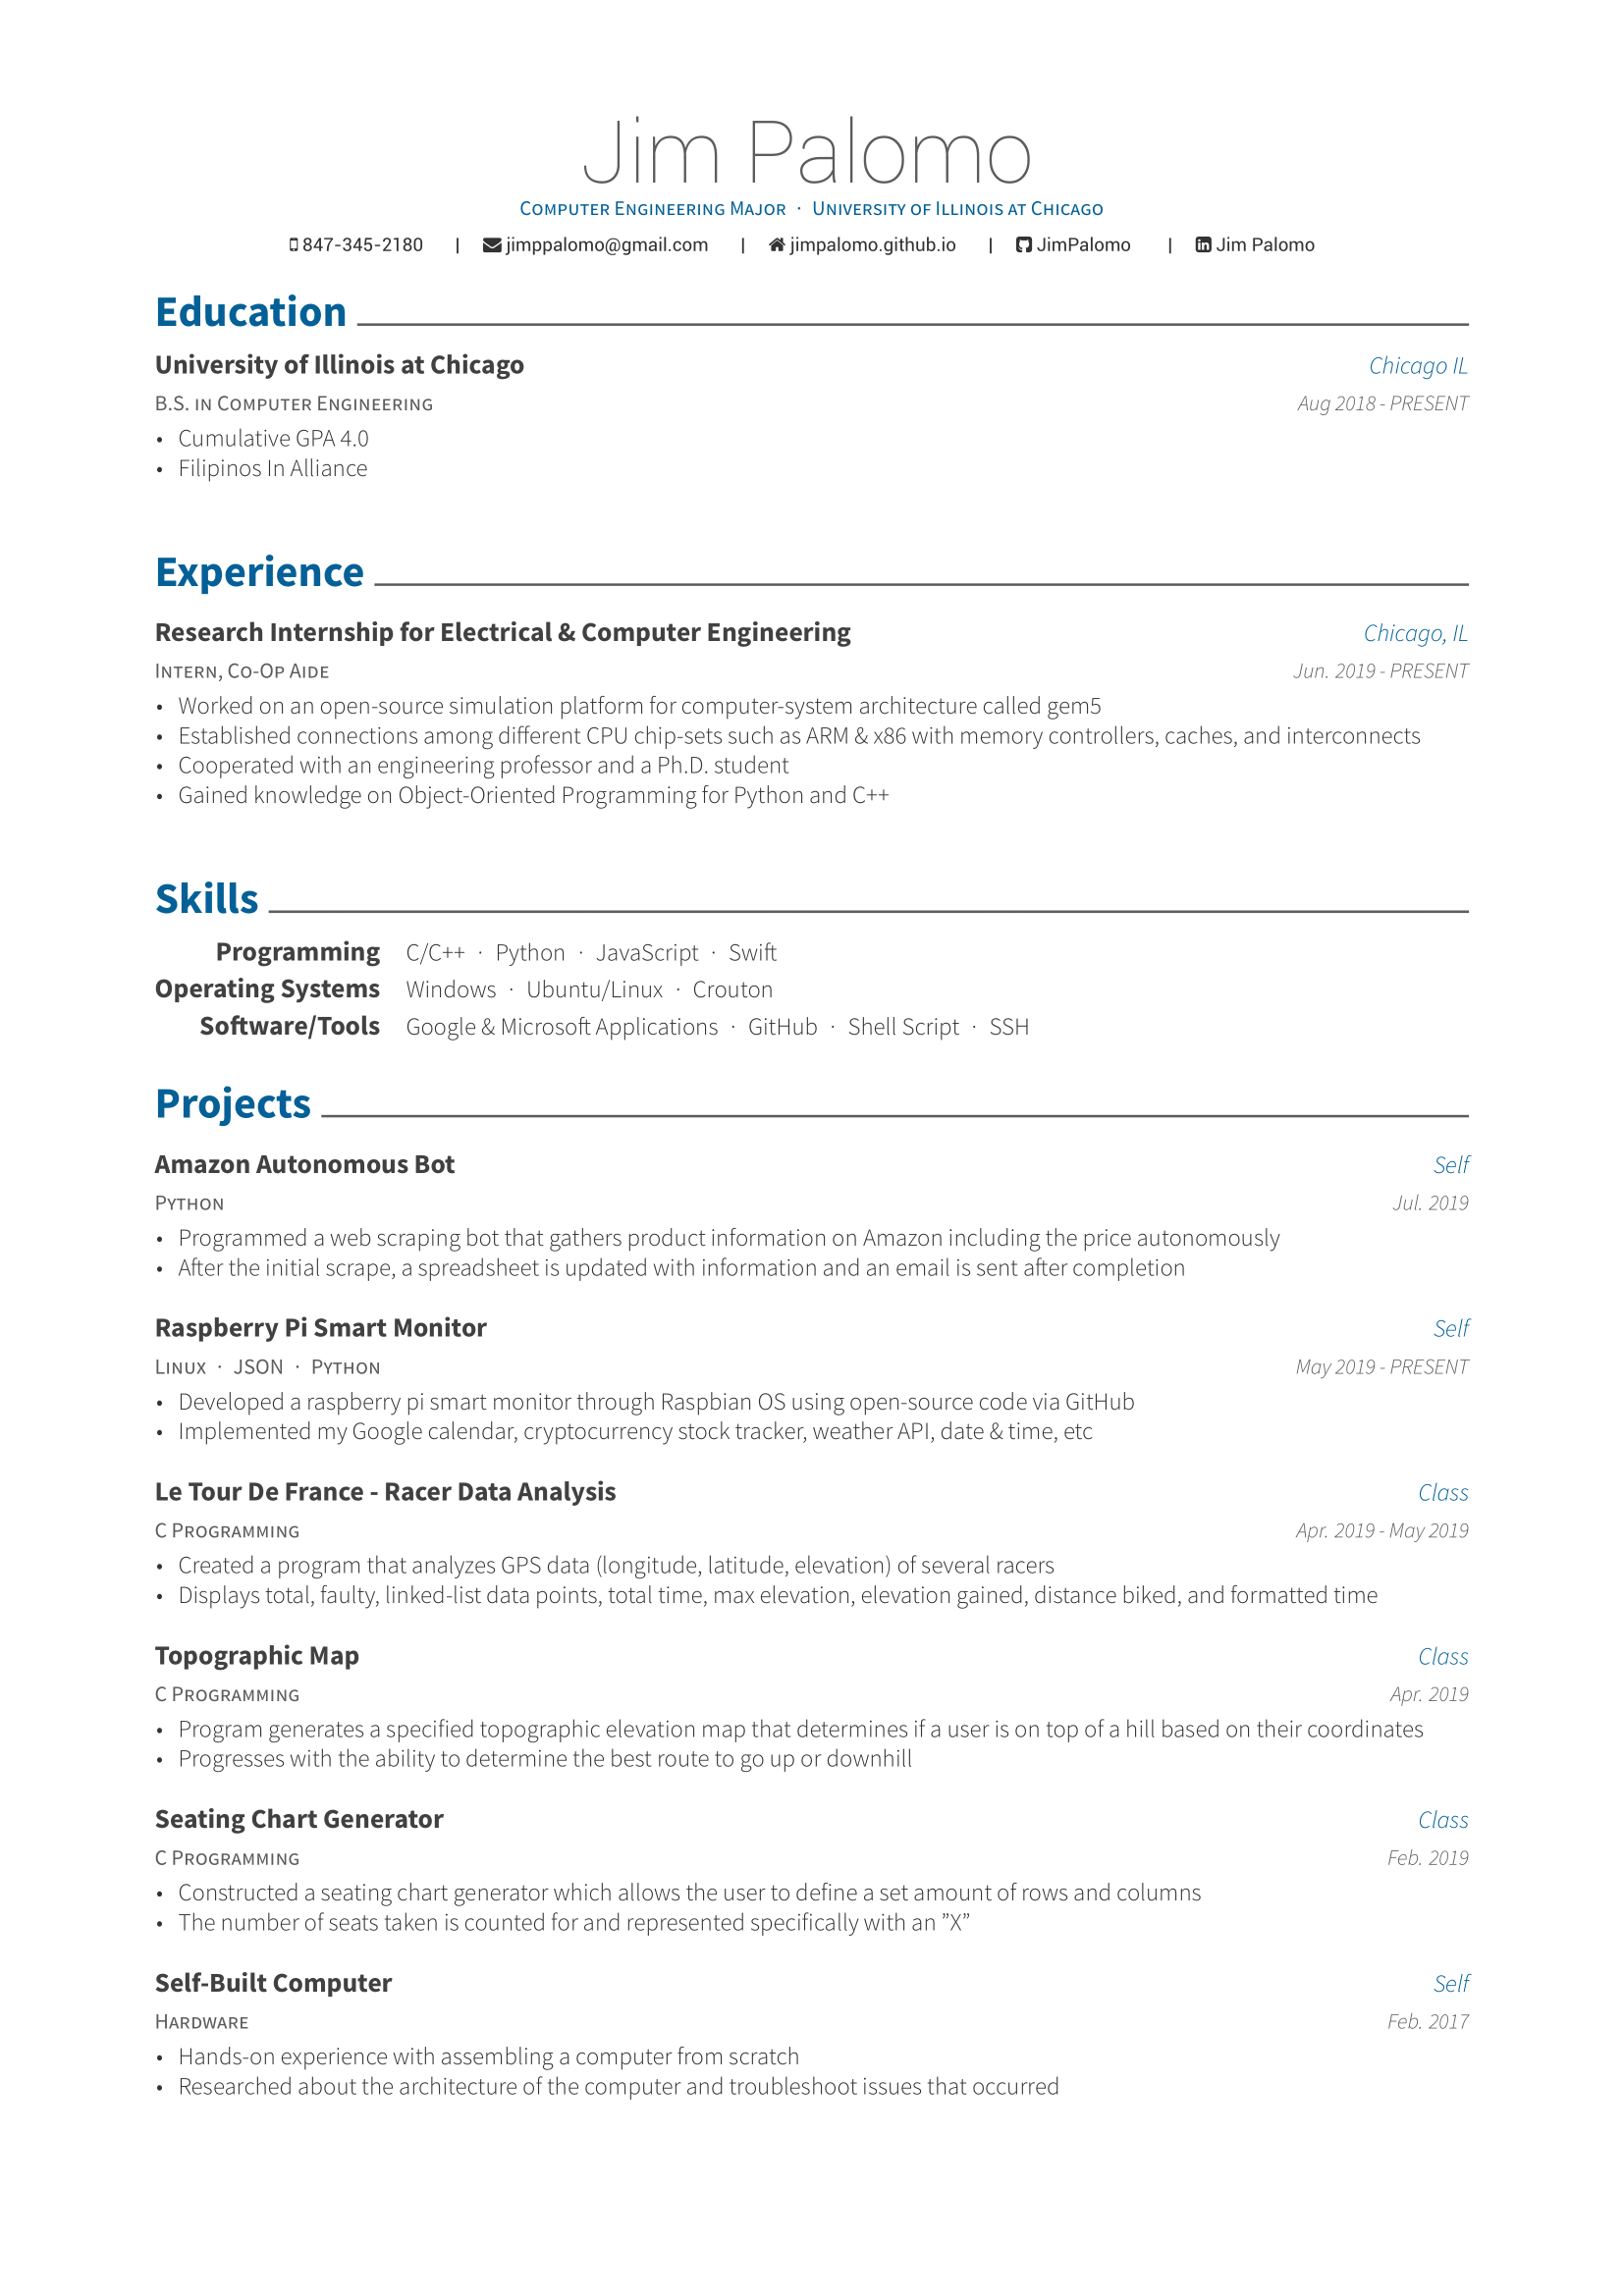 Jim Palomo
Computer Engineering Major · University of Illinois at Chicago
847-345-2180 | jimppalomo@gmail.com | jimpalomo.github.io | JimPalomo | Jim Palomo
Education
University of Illinois at Chicago Chicago IL
B.S. in Computer Engineering Aug 2018 - PRESENT
• Cumulative GPA 4.0
• Filipinos In Alliance
Experience
Research Internship for Electrical & Computer Engineering Chicago, IL
Intern, Co-Op Aide Jun. 2019 - PRESENT
• Worked on an open-source simulation platform for computer-system architecture called gem5
• Established connections among different CPU chip-sets such as ARM & x86 with memory controllers, caches, and interconnects
• Cooperated with an engineering professor and a Ph.D. student
• Gained knowledge on Object-Oriented Programming for Python and C++
Skills
Programming C/C++ · Python · JavaScript · Swift
Operating Systems Windows · Ubuntu/Linux · Crouton
Software/Tools Google & Microsoft Applications · GitHub · Shell Script · SSH
Projects
Amazon Autonomous Bot Self
Python Jul. 2019
• Programmed a web scraping bot that gathers product information on Amazon including the price autonomously
• After the initial scrape, a spreadsheet is updated with information and an email is sent after completion
Raspberry Pi Smart Monitor Self
Linux · JSON · Python May 2019 - PRESENT
• Developed a raspberry pi smart monitor through Raspbian OS using open-source code via GitHub
• Implemented my Google calendar, cryptocurrency stock tracker, weather API, date & time, etc
Le Tour De France - Racer Data Analysis Class
C Programming Apr. 2019 - May 2019
• Created a program that analyzes GPS data (longitude, latitude, elevation) of several racers
• Displays total, faulty, linked-list data points, total time, max elevation, elevation gained, distance biked, and formatted time
Topographic Map Class
C Programming Apr. 2019
• Program generates a specified topographic elevation map that determines if a user is on top of a hill based on their coordinates
• Progresses with the ability to determine the best route to go up or downhill
Seating Chart Generator Class
C Programming Feb. 2019
• Constructed a seating chart generator which allows the user to define a set amount of rows and columns
• The number of seats taken is counted for and represented specifically with an ”X”
Self-Built Computer Self
Hardware Feb. 2017
• Hands-on experience with assembling a computer from scratch
• Researched about the architecture of the computer and troubleshoot issues that occurred